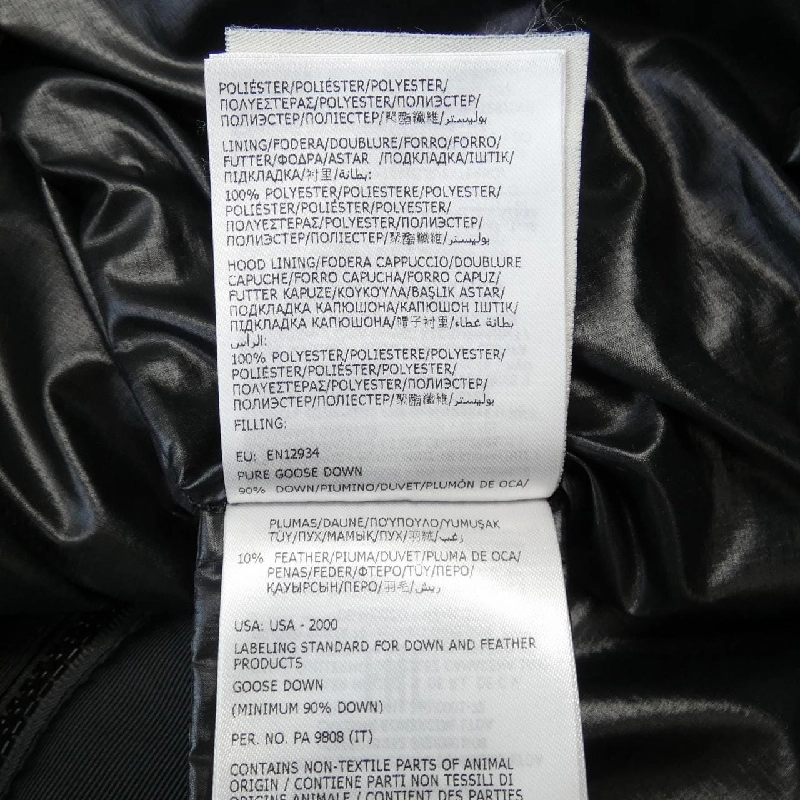 POLIÉSTER/POLIÉSTER/POLYESTER/
ΠΟΛΥΕΣΤΕΡΑΣ/POLYESTER/ПОЛИЭСТЕР/
ПОЛИЭСТЕР/ПОЛІЕСТЕР/聚酯纖維/بوليستر/
LINING/FODERA/DOUBLURE/FORRO/FORRO/
FUTTER/ΦΟΔΡΑ/ASTAR /ПОДКЛАДКА/ІШТІК/
ПІДКЛАДКА/衬里/بطانة:
100% POLYESTER/POLIESTERE/POLYESTER/
POLIÉSTER/POLIÉSTER/POLYESTER/
ΠΟΛΥΕΣΤΕΡΑΣ/POLYESTER/ПОЛИЭСТЕР/
ПОЛИЭСТЕР/ПОЛІЕСТЕР/聚酯纖維/بوليستر/
HOOD LINING/FODERA CAPPUCCIO/DOUBLURE
CAPUCHE/FORRO CAPUCHA/FORRO CAPUZ/
FUTTER KAPUZE/ΚΟΥΚΟΎΛΑ/BAŞLIK ASTAR/
ПОДКЛАДКА КАПЮШОНА/КАПЮШОН ІШТІК/
ПІДКЛАДКА КАПЮШОНА/帽子衬里/بطانة غطاء
الرأس:
100% POLYESTER/POLIESTERE/POLYESTER/
POLIÉSTER/POLIÉSTER/POLYESTER/
ΠΟΛΥΕΣΤΕΡΑΣ/POLYESTER/ПОЛИЭСТЕР/
ПОЛИЭСТЕР/ПОЛІЕСТЕР/聚酯纖維/بوليستر/
FILLING:
EU: EN12934
PURE GOOSE DOWN
90% DOWN/PIUMINO/DUVET/PLUMÓN DE OCA/
PLUMAS/DAUNE/ΠΟΎΠΟΥΛΟ/YUMUŞAK
TÜY/ПУХ/МАМЫҚ/ПУХ/羽絨/زغب/
10% FEATHER/PIUMA/DUVET/PLUMA DE OCA/
PENAS/FEDER/ΦΤΕΡΟ/TÜY/ПЕРО/
ҚАУЫРСЫН/ПЕРО/羽毛/ريش/
USA: USA - 2000
LABELING STANDARD FOR DOWN AND FEATHER
PRODUCTS
GOOSE DOWN
(MINIMUM 90% DOWN)
PER. NO. PA 9808 (IT)
CONTAINS NON-TEXTILE PARTS OF ANIMAL
ORIGIN / CONTIENE PARTI NON TESSILI DI
ORIGINE ANIMALE / CONTIENT DES PARTIES